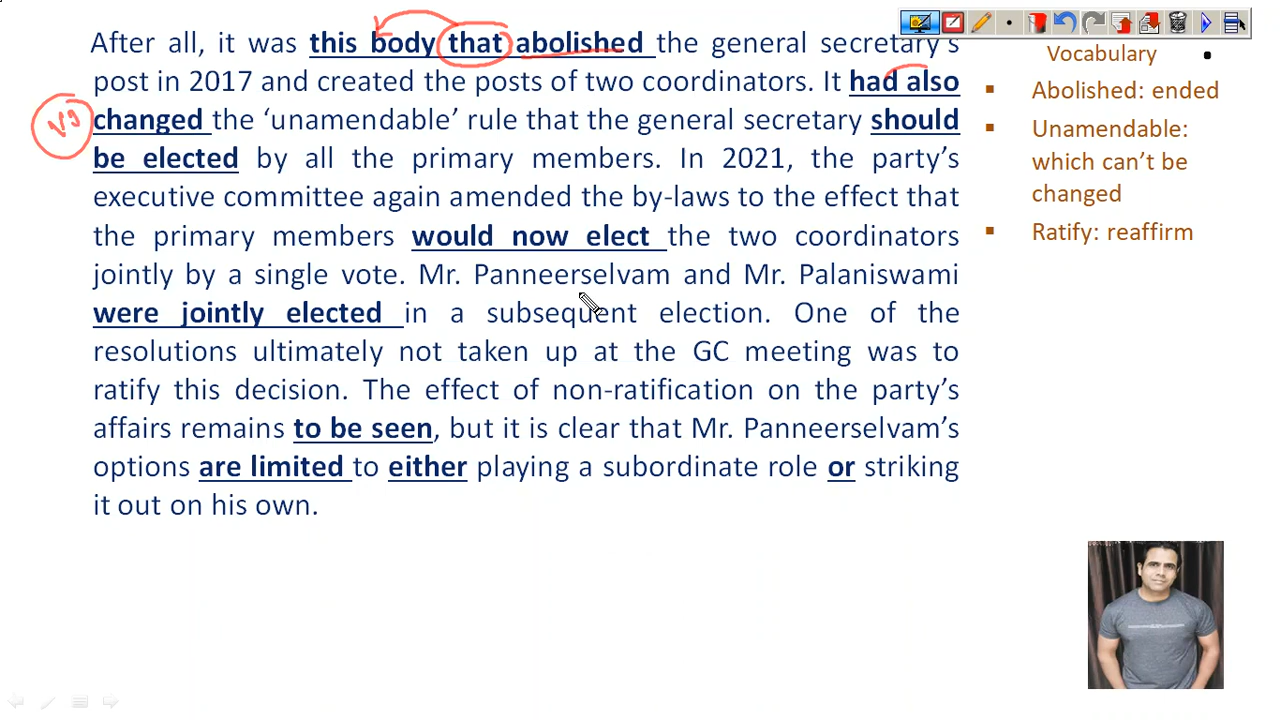 After all, it was this body that abolished the general secretary's
post in 2017 and created the posts of two coordinators. It had also
changed the ‘unamendable’ rule that the general secretary should
be elected by all the primary members. In 2021, the party’s
executive committee again amended the by-laws to the effect that
the primary members would now elect the two coordinators
jointly by a single vote. Mr. Panneerselvam and Mr. Palaniswami
were jointly elected in a subsequent election. One of the
resolutions ultimately not taken up at the GC meeting was to
ratify this decision. The effect of non-ratification on the party’s
affairs remains to be seen, but it is clear that Mr. Panneerselvam’s
options are limited to either playing a subordinate role or striking
it out on his own.
V3
Vocabulary
Abolished: ended
Unamendable:
which can’t be
changed
Ratify: reaffirm